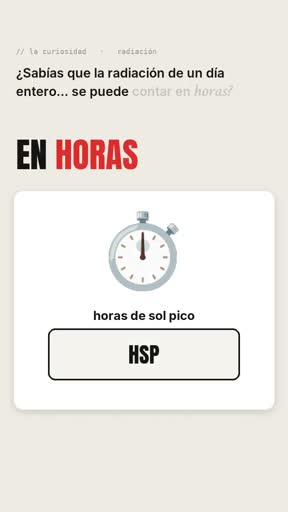 // la curiosidad · radiación
¿Sabías que la radiación de un día
entero... se puede contar en horas?
EN HORAS
horas de sol pico
HSP